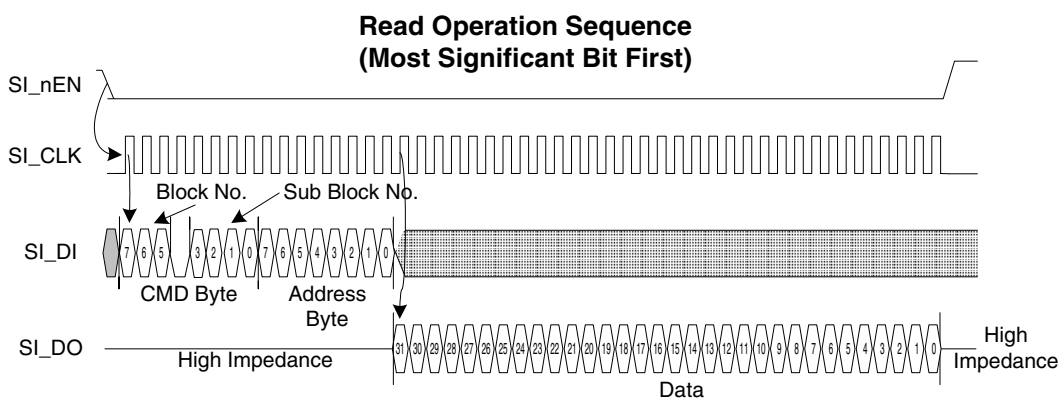 Read Operation Sequence
(Most Significant Bit First)
SI_nEN
SI_CLK
Block No. Sub Block No.
SI_DI
7 6 5 3 2 1 0 7 6 5 4 3 2 1 0
CMD Byte Address
Byte
SI_DO
High Impedance
31 30 29 28 27 26 25 24 23 22 21 20 19 18 17 16 15 14 13 12 11 10 9 8 7 6 5 4 3 2 1 0
High
Impedance
Data